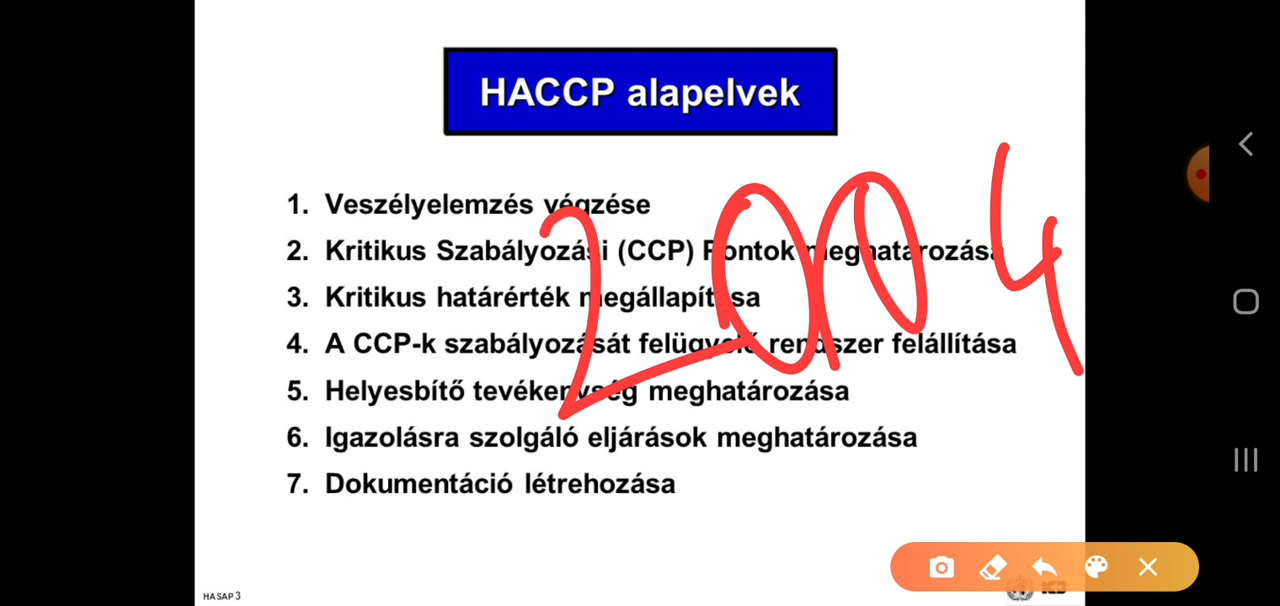 HACCP alapelvek
1. Veszélyelemzés végzése
2. Kritikus Szabályozási (CCP) Pontok meghatározása
3. Kritikus határérték megállapítása
4. A CCP-k szabályozását felügyelő rendszer felállítása
5. Helyesbítő tevékenység meghatározása
6. Igazolásra szolgáló eljárások meghatározása
7. Dokumentáció létrehozása
2004
HASAP 3